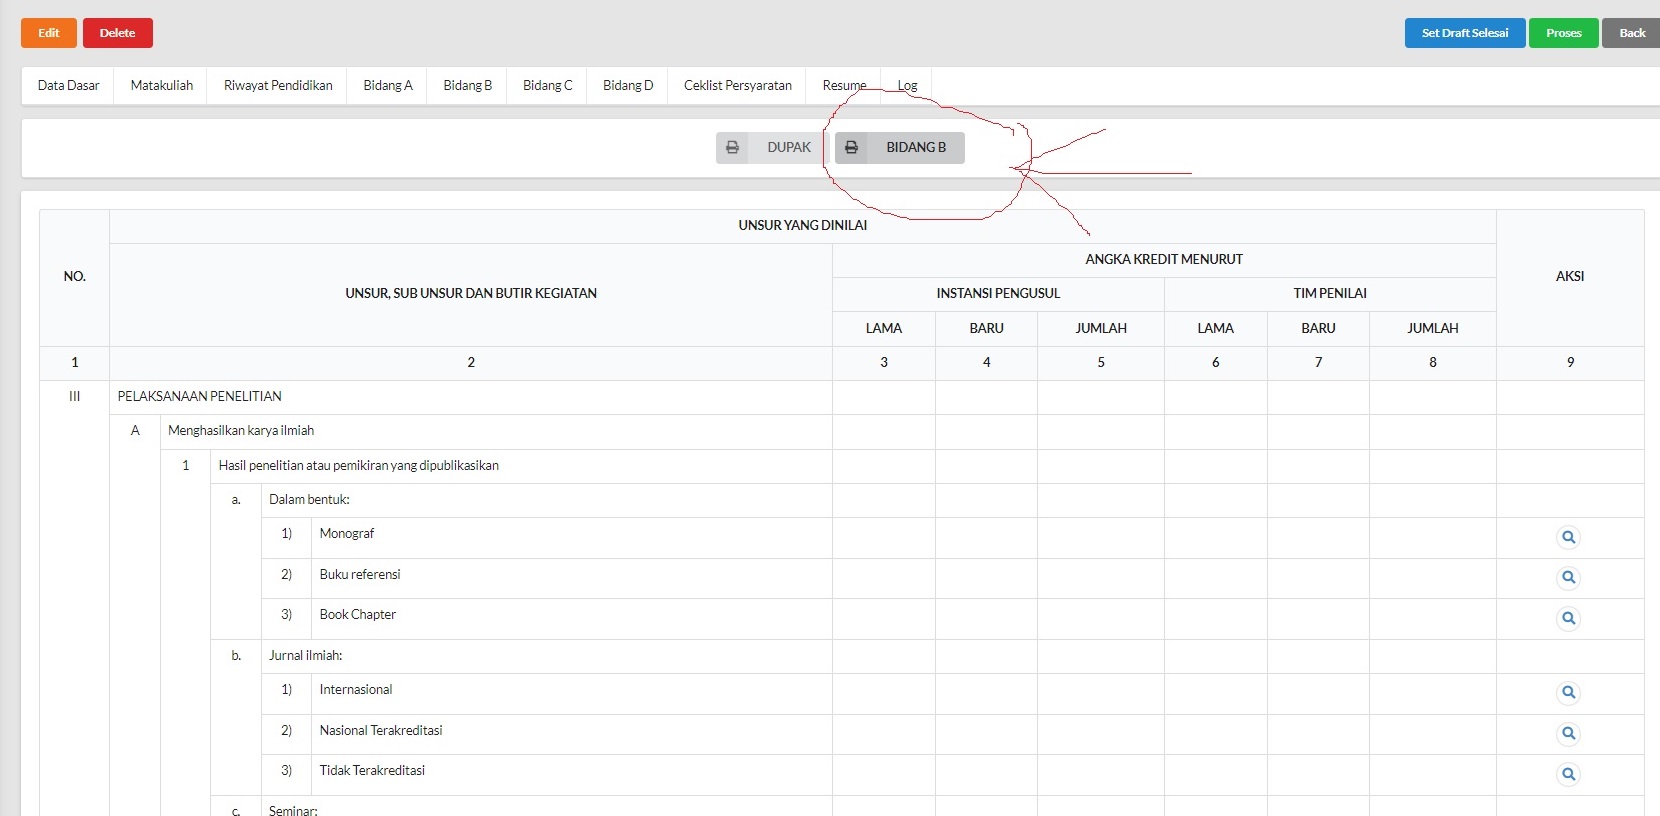 Edit Delete Set Draft Selesai Proses Back
Data Dasar Matakuliah Riwayat Pendidikan Bidang A Bidang B Bidang C Bidang D Ceklist Persyaratan Resume Log
DUPAK BIDANG B
UNSUR YANG DINILAI
ANGKA KREDIT MENURUT
NO. AKSI
UNSUR, SUB UNSUR DAN BUTIR KEGIATAN INSTANSI PENGUSUL TIM PENILAI
LAMA BARU JUMLAH LAMA BARU JUMLAH
1 2 3 4 5 6 7 8 9
III PELAKSANAAN PENELITIAN
A Menghasilkan karya ilmiah
1 Hasil penelitian atau pemikiran yang dipublikasikan
a. Dalam bentuk:
1) Monograf
2) Buku referensi
3) Book Chapter
b. Jurnal ilmiah:
1) Internasional
2) Nasional Terakreditasi
3) Tidak Terakreditasi
c. Seminar: